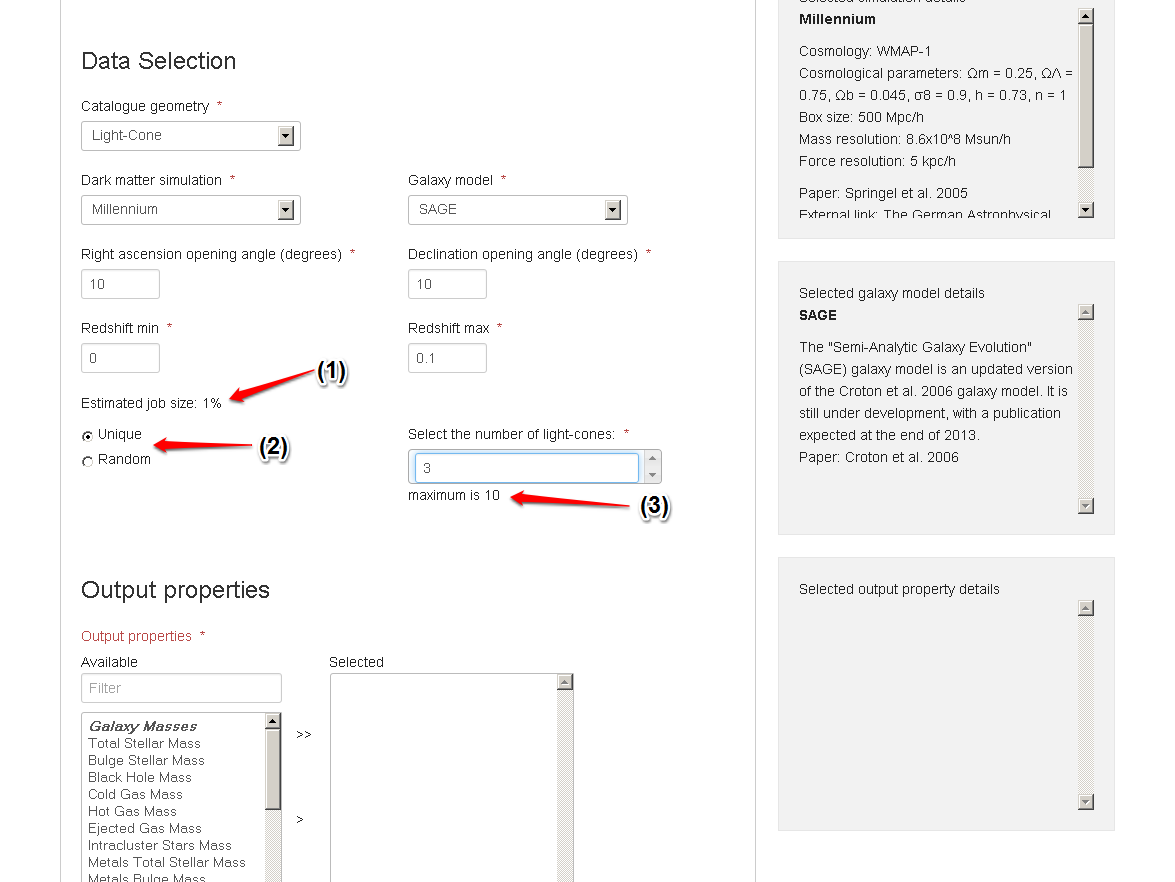 Selected simulation details
Millennium
Cosmology: WMAP-1
Cosmological parameters: Ωm = 0.25, Ω/\ =
0.75, Ωb = 0.045, σ8 = 0.9, h = 0.73, n = 1
Box size: 500 Mpc/h
Mass resolution: 8.6x10^8 Msun/h
Force resolution: 5 kpc/h
Paper: Springel et al. 2005
External link: The German Astrophysical
Data Selection
Catalogue geometry *
Light-Cone
Dark matter simulation *
Galaxy model *
Millennium
SAGE
Right ascension opening angle (degrees) *
Declination opening angle (degrees) *
10
10
Redshift min *
Redshift max *
0
0.1
(1)
Estimated job size: 1%
Unique
(2)
Random
Select the number of light-cones: *
3
maximum is 10
(3)
Selected galaxy model details
SAGE
The "Semi-Analytic Galaxy Evolution"
(SAGE) galaxy model is an updated version
of the Croton et al. 2006 galaxy model. It is
still under development, with a publication
expected at the end of 2013.
Paper: Croton et al. 2006
Output properties
Output properties *
Available
Selected
Filter
Galaxy Masses
Total Stellar Mass
Bulge Stellar Mass
Black Hole Mass
Cold Gas Mass
Hot Gas Mass
Ejected Gas Mass
Intracluster Stars Mass
Metals Total Stellar Mass
Metals Bulge Mass
>>
>
Selected output property details